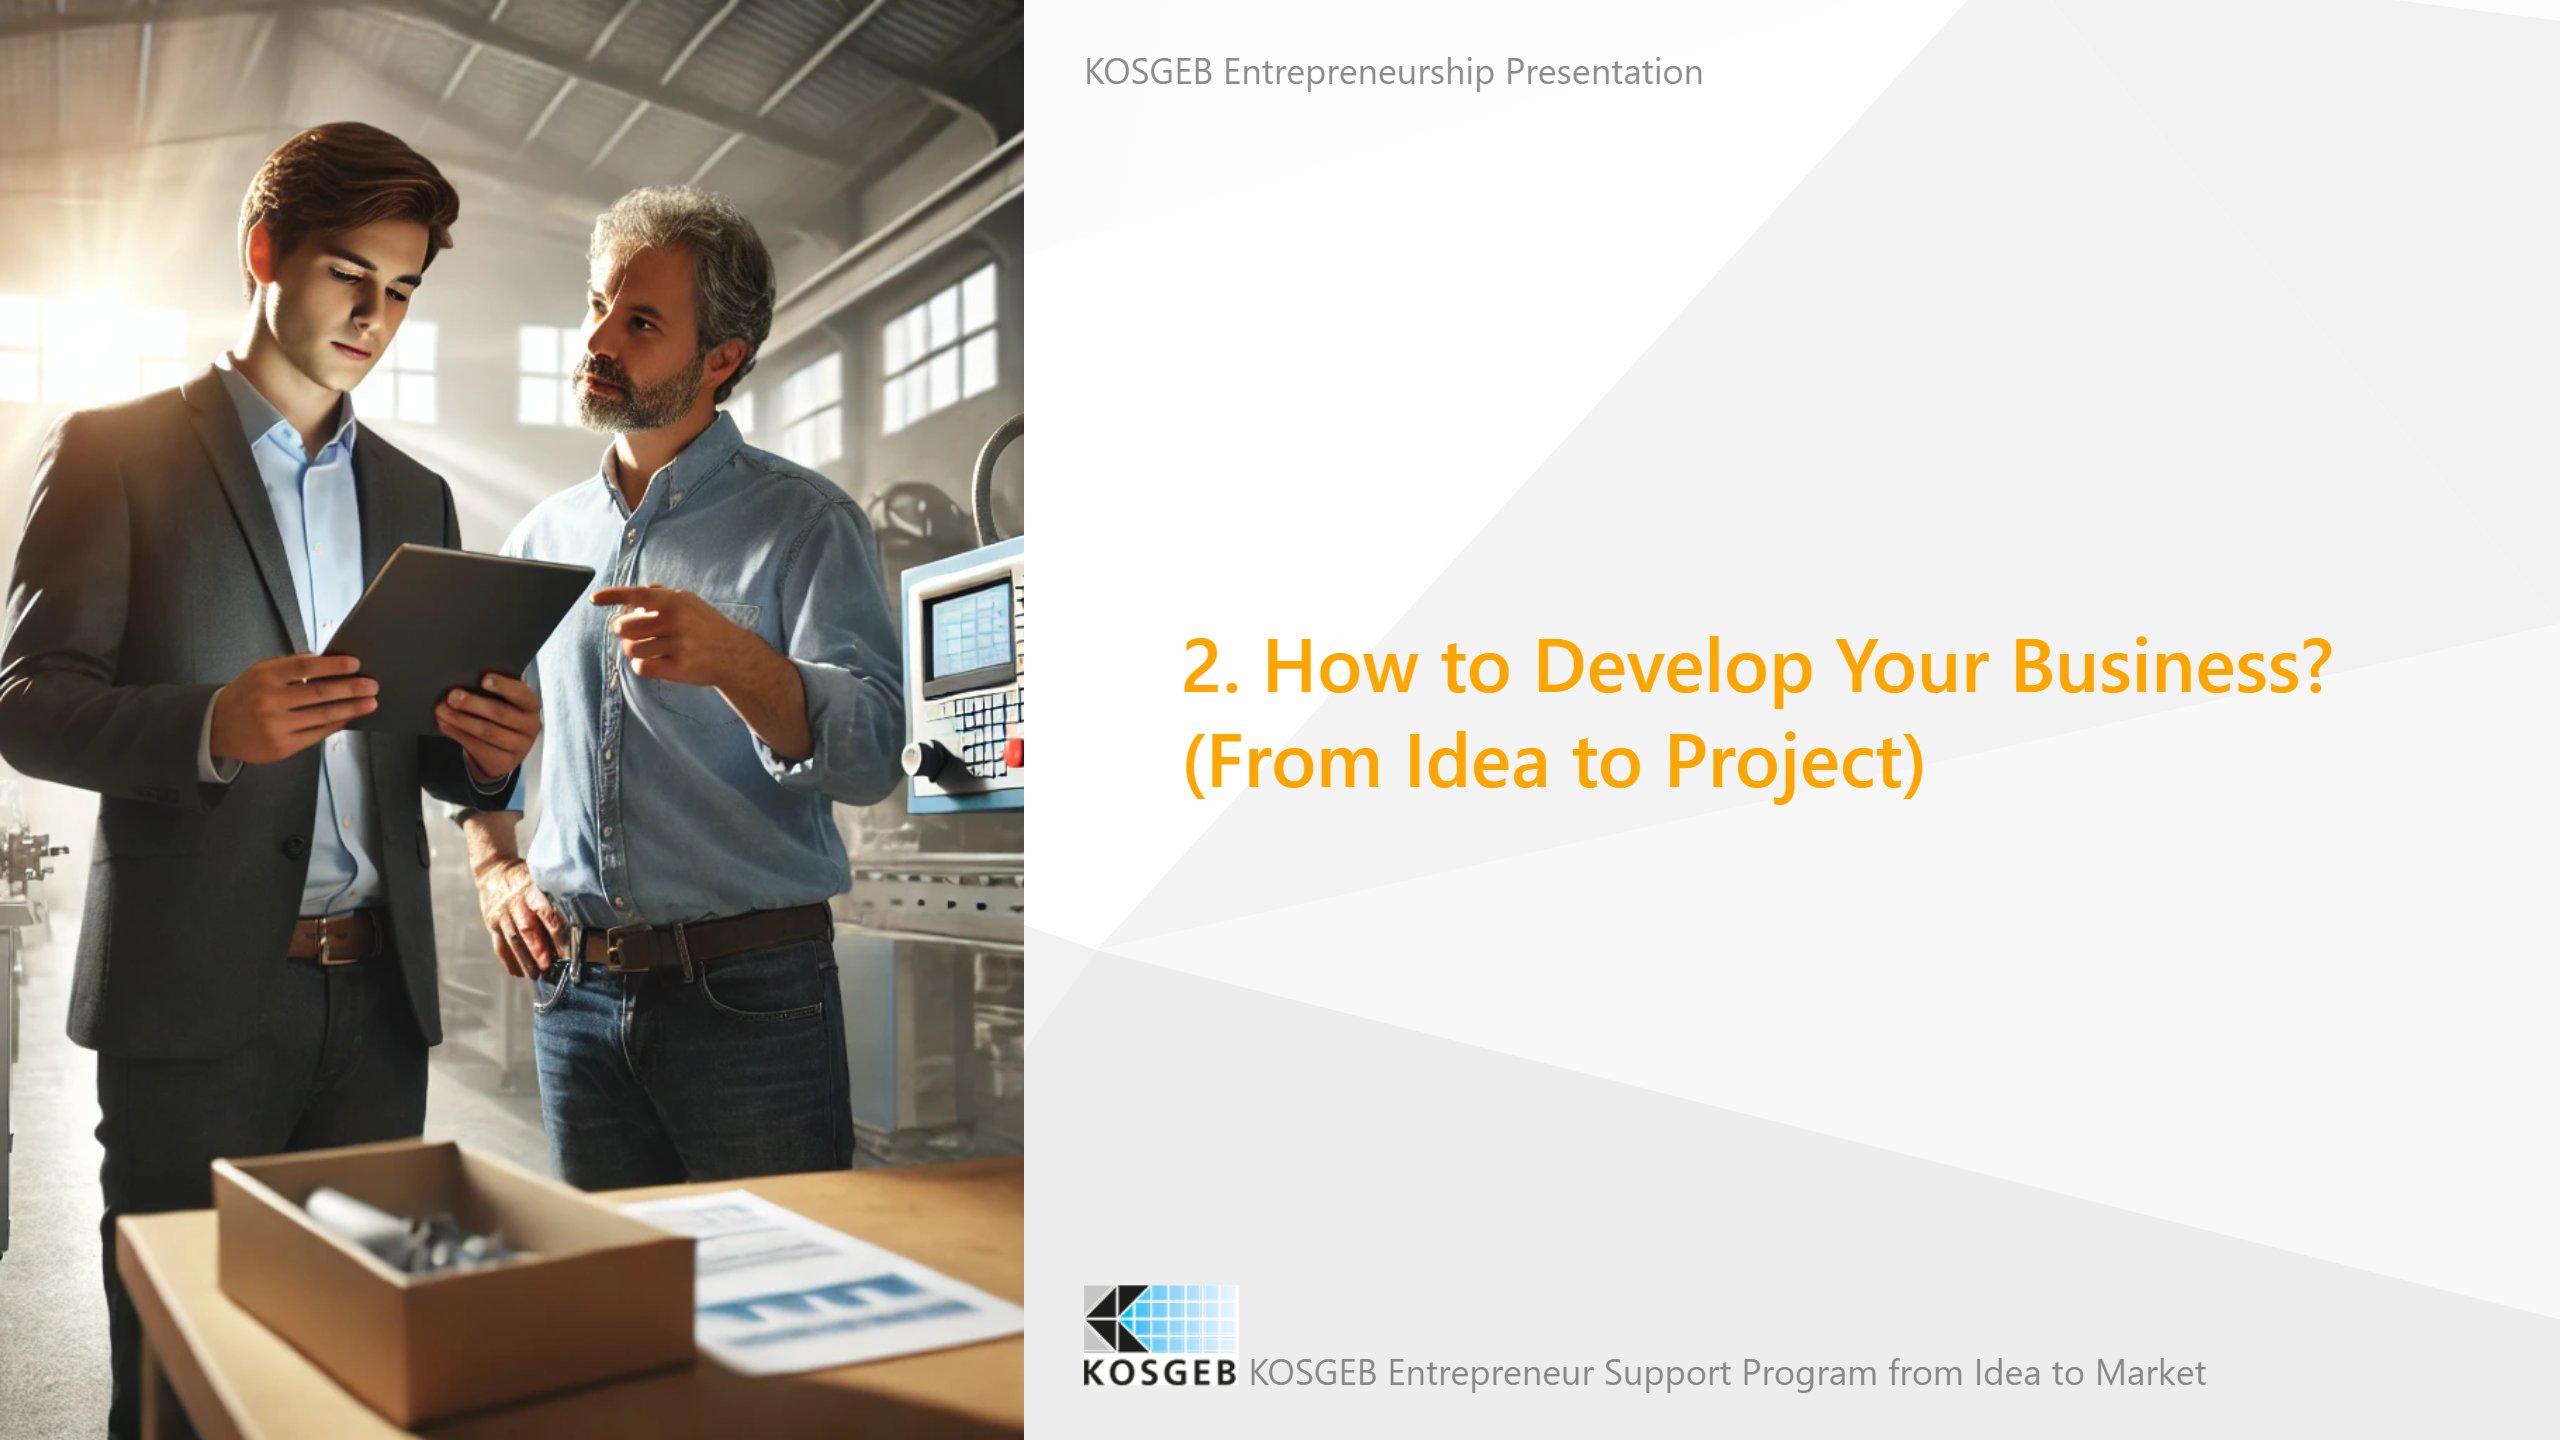 KOSGEB Entrepreneurship Presentation
2. How to Develop Your Business?
(From Idea to Project)
KOSGEB
KOSGEB Entrepreneur Support Program from Idea to Market